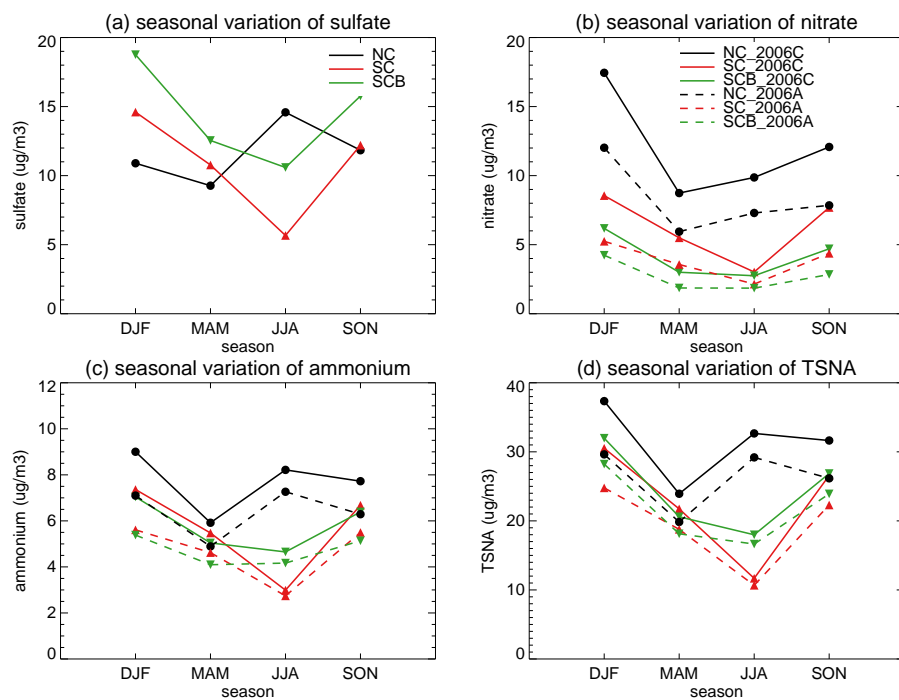 (a) seasonal variation of sulfate
20
15
10
5
0
sulfate (ug/m3)
NC
SC
SCB
DJF MAM JJA SON
season
(b) seasonal variation of nitrate
20
15
10
5
0
nitrate (ug/m3)
NC_2006C
SC_2006C
SCB_2006C
NC_2006A
SC_2006A
SCB_2006A
DJF MAM JJA SON
season
(c) seasonal variation of ammonium
12
10
8
6
4
2
0
ammonium (ug/m3)
DJF MAM JJA SON
season
(d) seasonal variation of TSNA
40
30
20
10
0
TSNA (ug/m3)
DJF MAM JJA SON
season